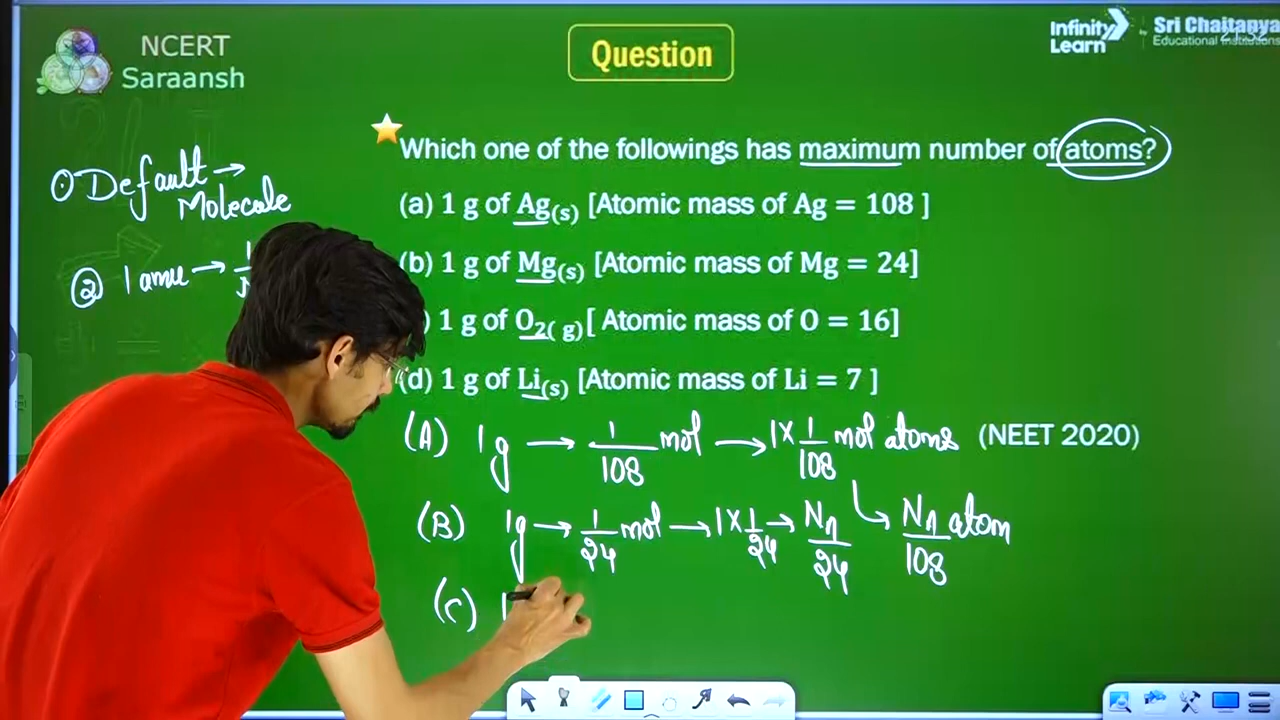 NCERT
Saraansh
Question
Infinity
Learn
by
Sri Chaitanya
Educational Institutions
Which one of the followings has maximum number of atoms?
(a) 1 g of Ag(s) [Atomic mass of Ag = 108 ]
(b) 1 g of Mg(s) [Atomic mass of Mg = 24]
) 1 g of O2( g)[ Atomic mass of O = 16]
(d) 1 g of Li(s) [Atomic mass of Li = 7 ]
(NEET 2020)
① Default →
Molecule
② 1 amu → 1
(A) 1g → 1/108 mol → 1×1/108 mol atoms
NA/108 atom
(B) 1g → 1/24 mol → 1×1/24 → NA/24
(C) 1